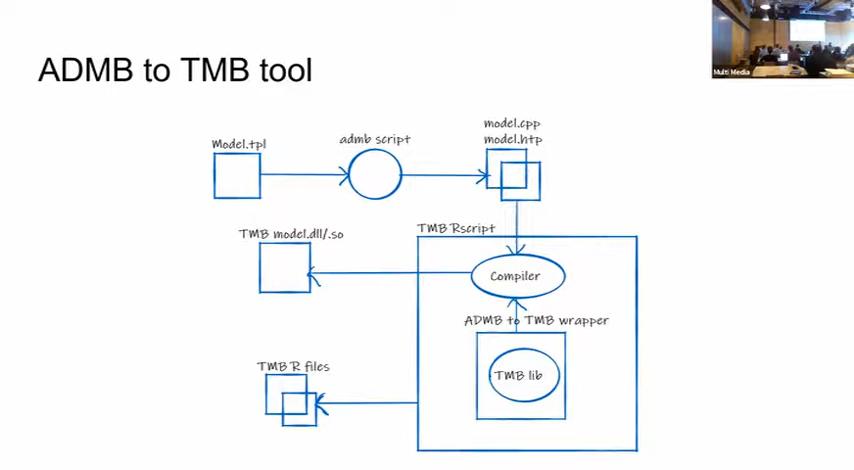 ADMB to TMB tool
Multi Media
Model.tpl
admb script
model.cpp
model.htp
TMB model.dll/.so
TMB Rscript
Compiler
ADMB to TMB wrapper
TMB lib
TMB R files